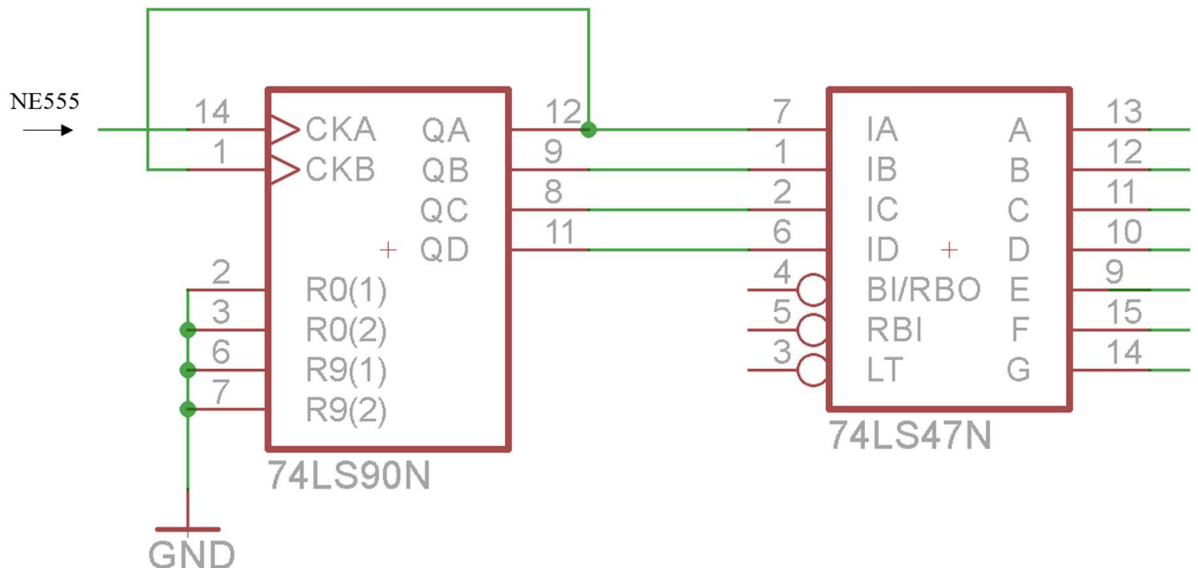 NE555
14 CKA QA 12
1 CKB QB 9
QC 8
QD 11
2 R0(1)
3 R0(2)
6 R9(1)
7 R9(2)
74LS90N
GND
7 IA A 13
1 IB B 12
2 IC C 11
6 ID D 10
4 BI/RBO E 9
5 RBI F 15
3 LT G 14
74LS47N